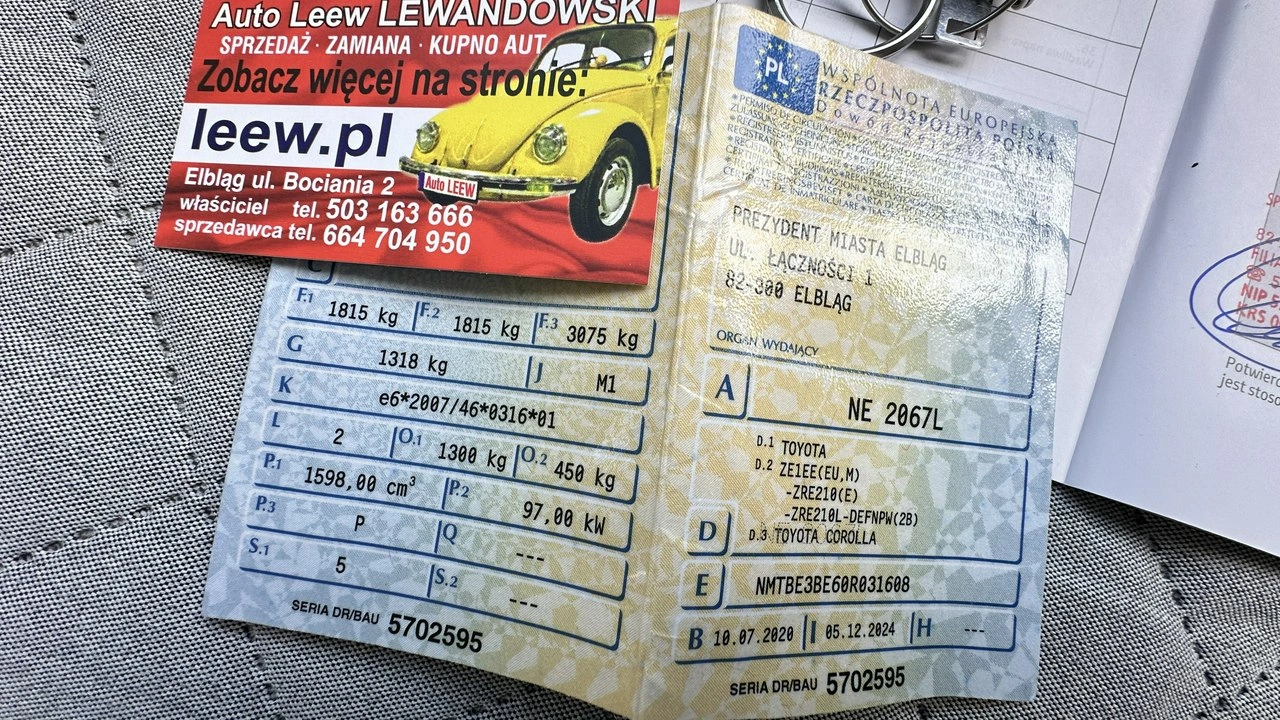 Auto Leew LEWANDOWSKI
SPRZEDAŻ · ZAMIANA · KUPNO AUT
Zobacz więcej na stronie:
leew.pl
Auto LEEW
Elbląg ul. Bociania 2
właściciel tel. 503 163 666
sprzedawca tel. 664 704 950
C
F.1 1815 kg F.2 1815 kg F.3 3075 kg
G 1318 kg J M1
K e6*2007/46*0316*01
L 2 O.1 1300 kg O.2 450 kg
P.1 1598,00 cm³ P.2 97,00 kW
P.3 P Q ---
S.1 5 S.2 ---
SERIA DR/BAU 5702595
PL
WSPÓLNOTA EUROPEJSKA
RZECZPOSPOLITA POLSKA
PREZYDENT MIASTA ELBLĄG
UL. ŁĄCZNOŚCI 1
82-300 ELBLĄG
ORGAN WYDAJĄCY
A NE 2067L
D.1 TOYOTA
D.2 ZE1EE(EU,M)
-ZRE210(E)
-ZRE210L-DEFNPW(2B)
D D.3 TOYOTA COROLLA
E NMTBE3BE60R031608
B 10.07.2020 I 05.12.2024 H ---
SERIA DR/BAU 5702595
NIP
KRS
jest